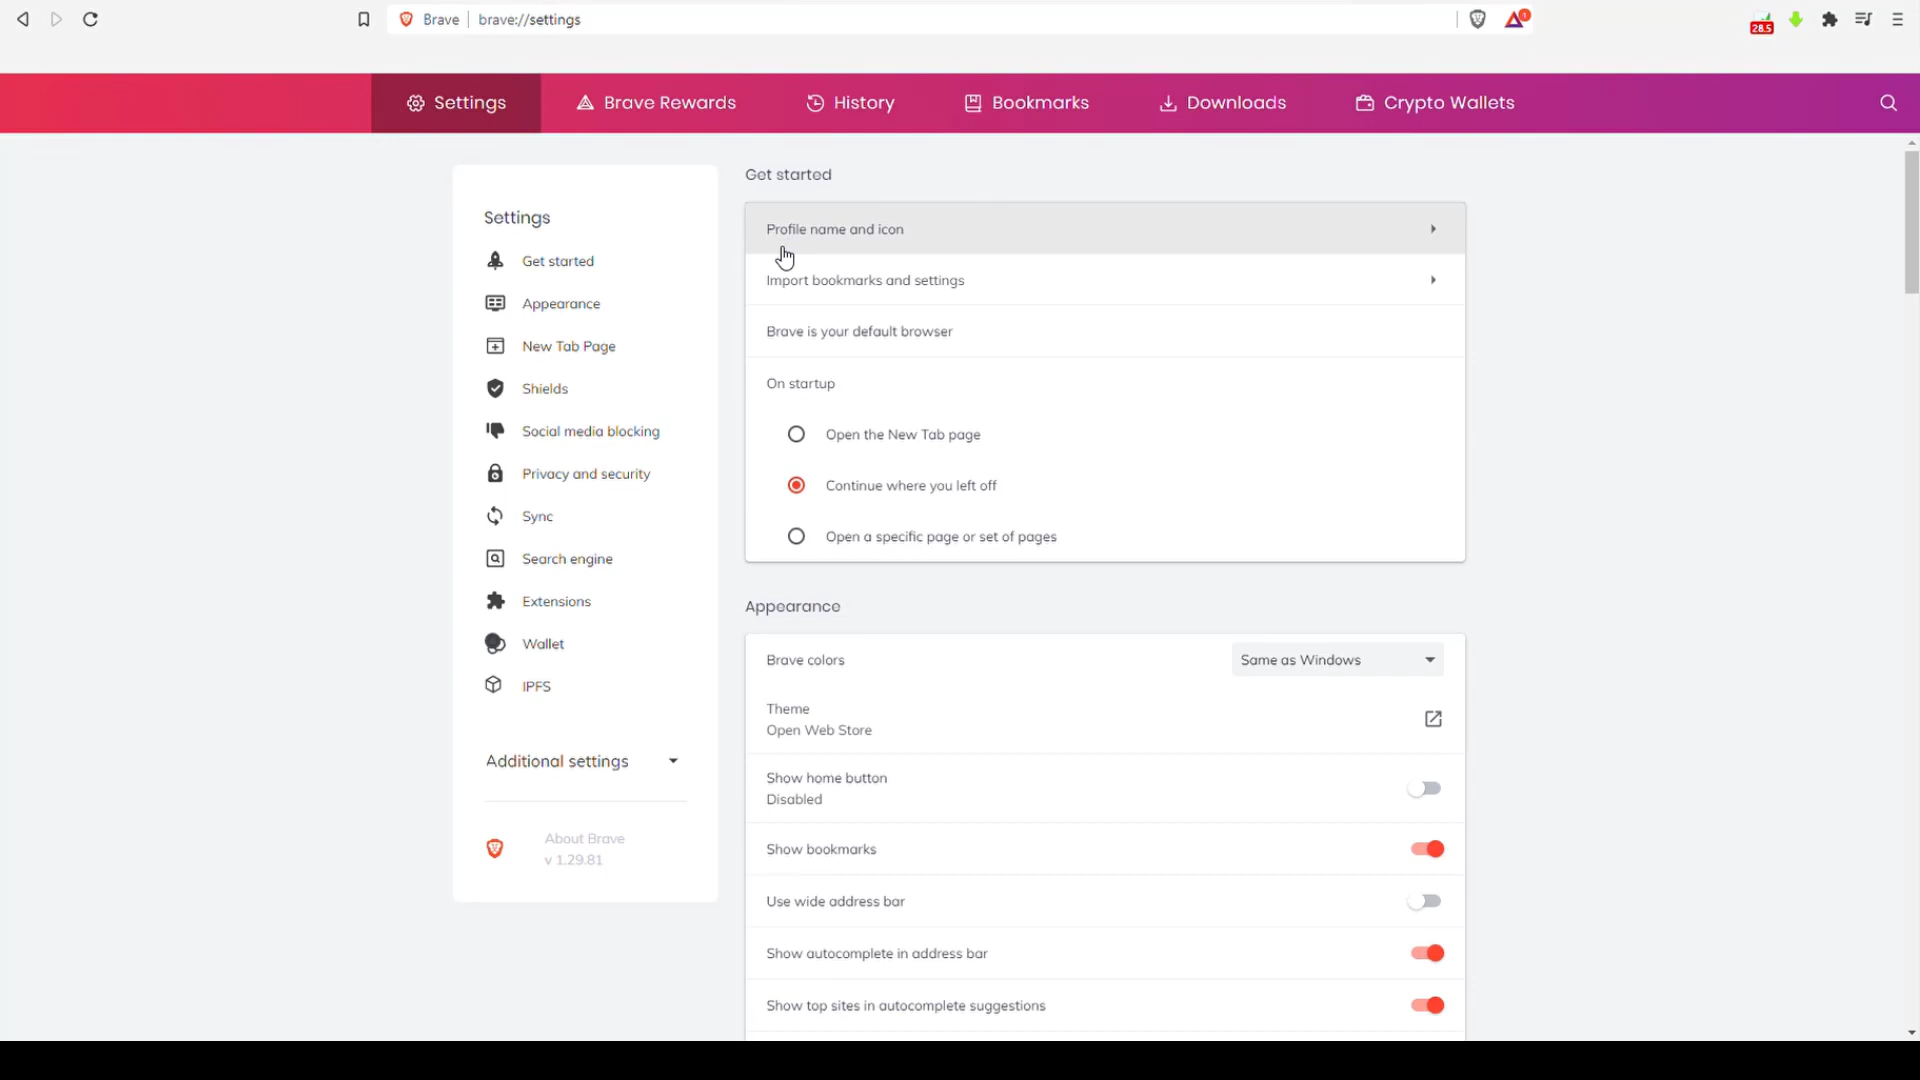 Brave brave://settings
28.5
Settings
Brave Rewards
History
Bookmarks
Downloads
Crypto Wallets
Settings
Get started
Appearance
New Tab Page
Shields
Social media blocking
Privacy and security
Sync
Search engine
Extensions
Wallet
IPFS
Additional settings
About Brave
v 1.29.81
Get started
Profile name and icon
Import bookmarks and settings
Brave is your default browser
On startup
Open the New Tab page
Continue where you left off
Open a specific page or set of pages
Appearance
Brave colors
Same as Windows
Theme
Open Web Store
Show home button
Disabled
Show bookmarks
Use wide address bar
Show autocomplete in address bar
Show top sites in autocomplete suggestions